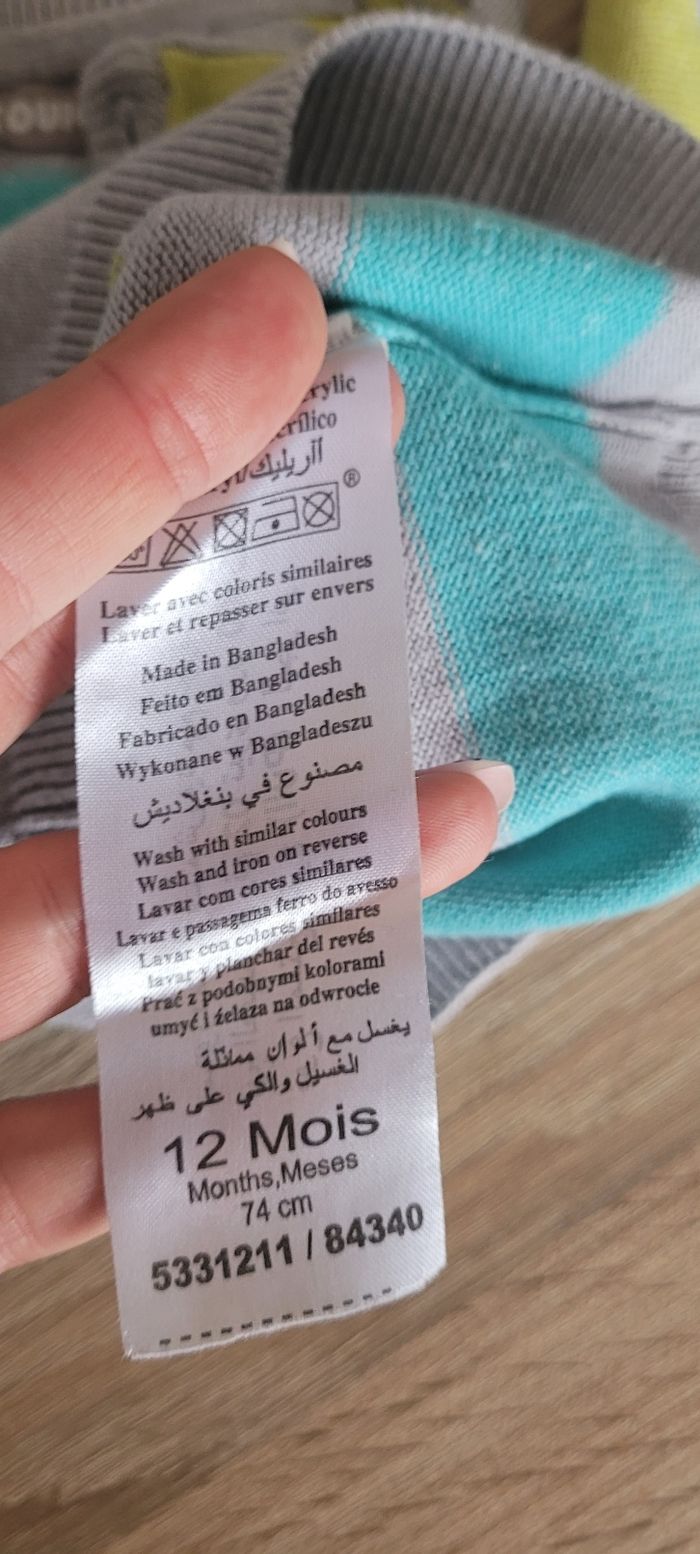 OUI
rylic
crílico
أكريليك
®
Laver avec coloris similaires
Laver et repasser sur envers
Made in Bangladesh
Feito em Bangladesh
Fabricado en Bangladesh
Wykonane w Bangladeszu
مصنوع في بنغلاديش
Wash with similar colours
Wash and iron on reverse
Lavar com cores similares
Lavar e passagema ferro do avesso
Lavar con colores similares
lavar y planchar del revés
Prać z podobnymi kolorami
umyć i żelaza na odwrocie
يغسل مع ألوان مماثلة
الغسيل والكي على ظهر
12 Mois
Months,Meses
74 cm
5331211 / 84340